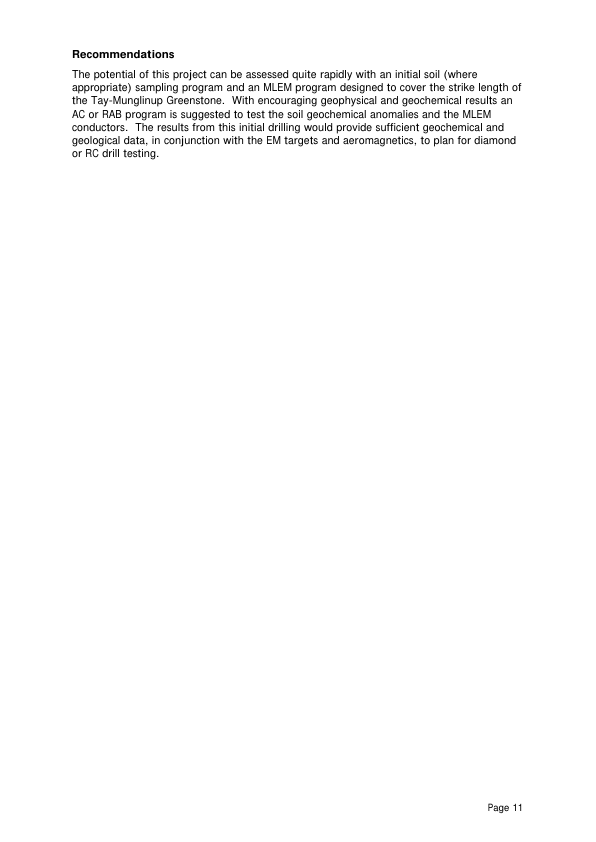 Recommendations
The potential of this project can be assessed quite rapidly with an initial soil (where
appropriate) sampling program and an MLEM program designed to cover the strike length of
the Tay-Munglinup Greenstone.  With encouraging geophysical and geochemical results an
AC or RAB program is suggested to test the soil geochemical anomalies and the MLEM
conductors.  The results from this initial drilling would provide sufficient geochemical and
geological data, in conjunction with the EM targets and aeromagnetics, to plan for diamond
or RC drill testing.
Page 11